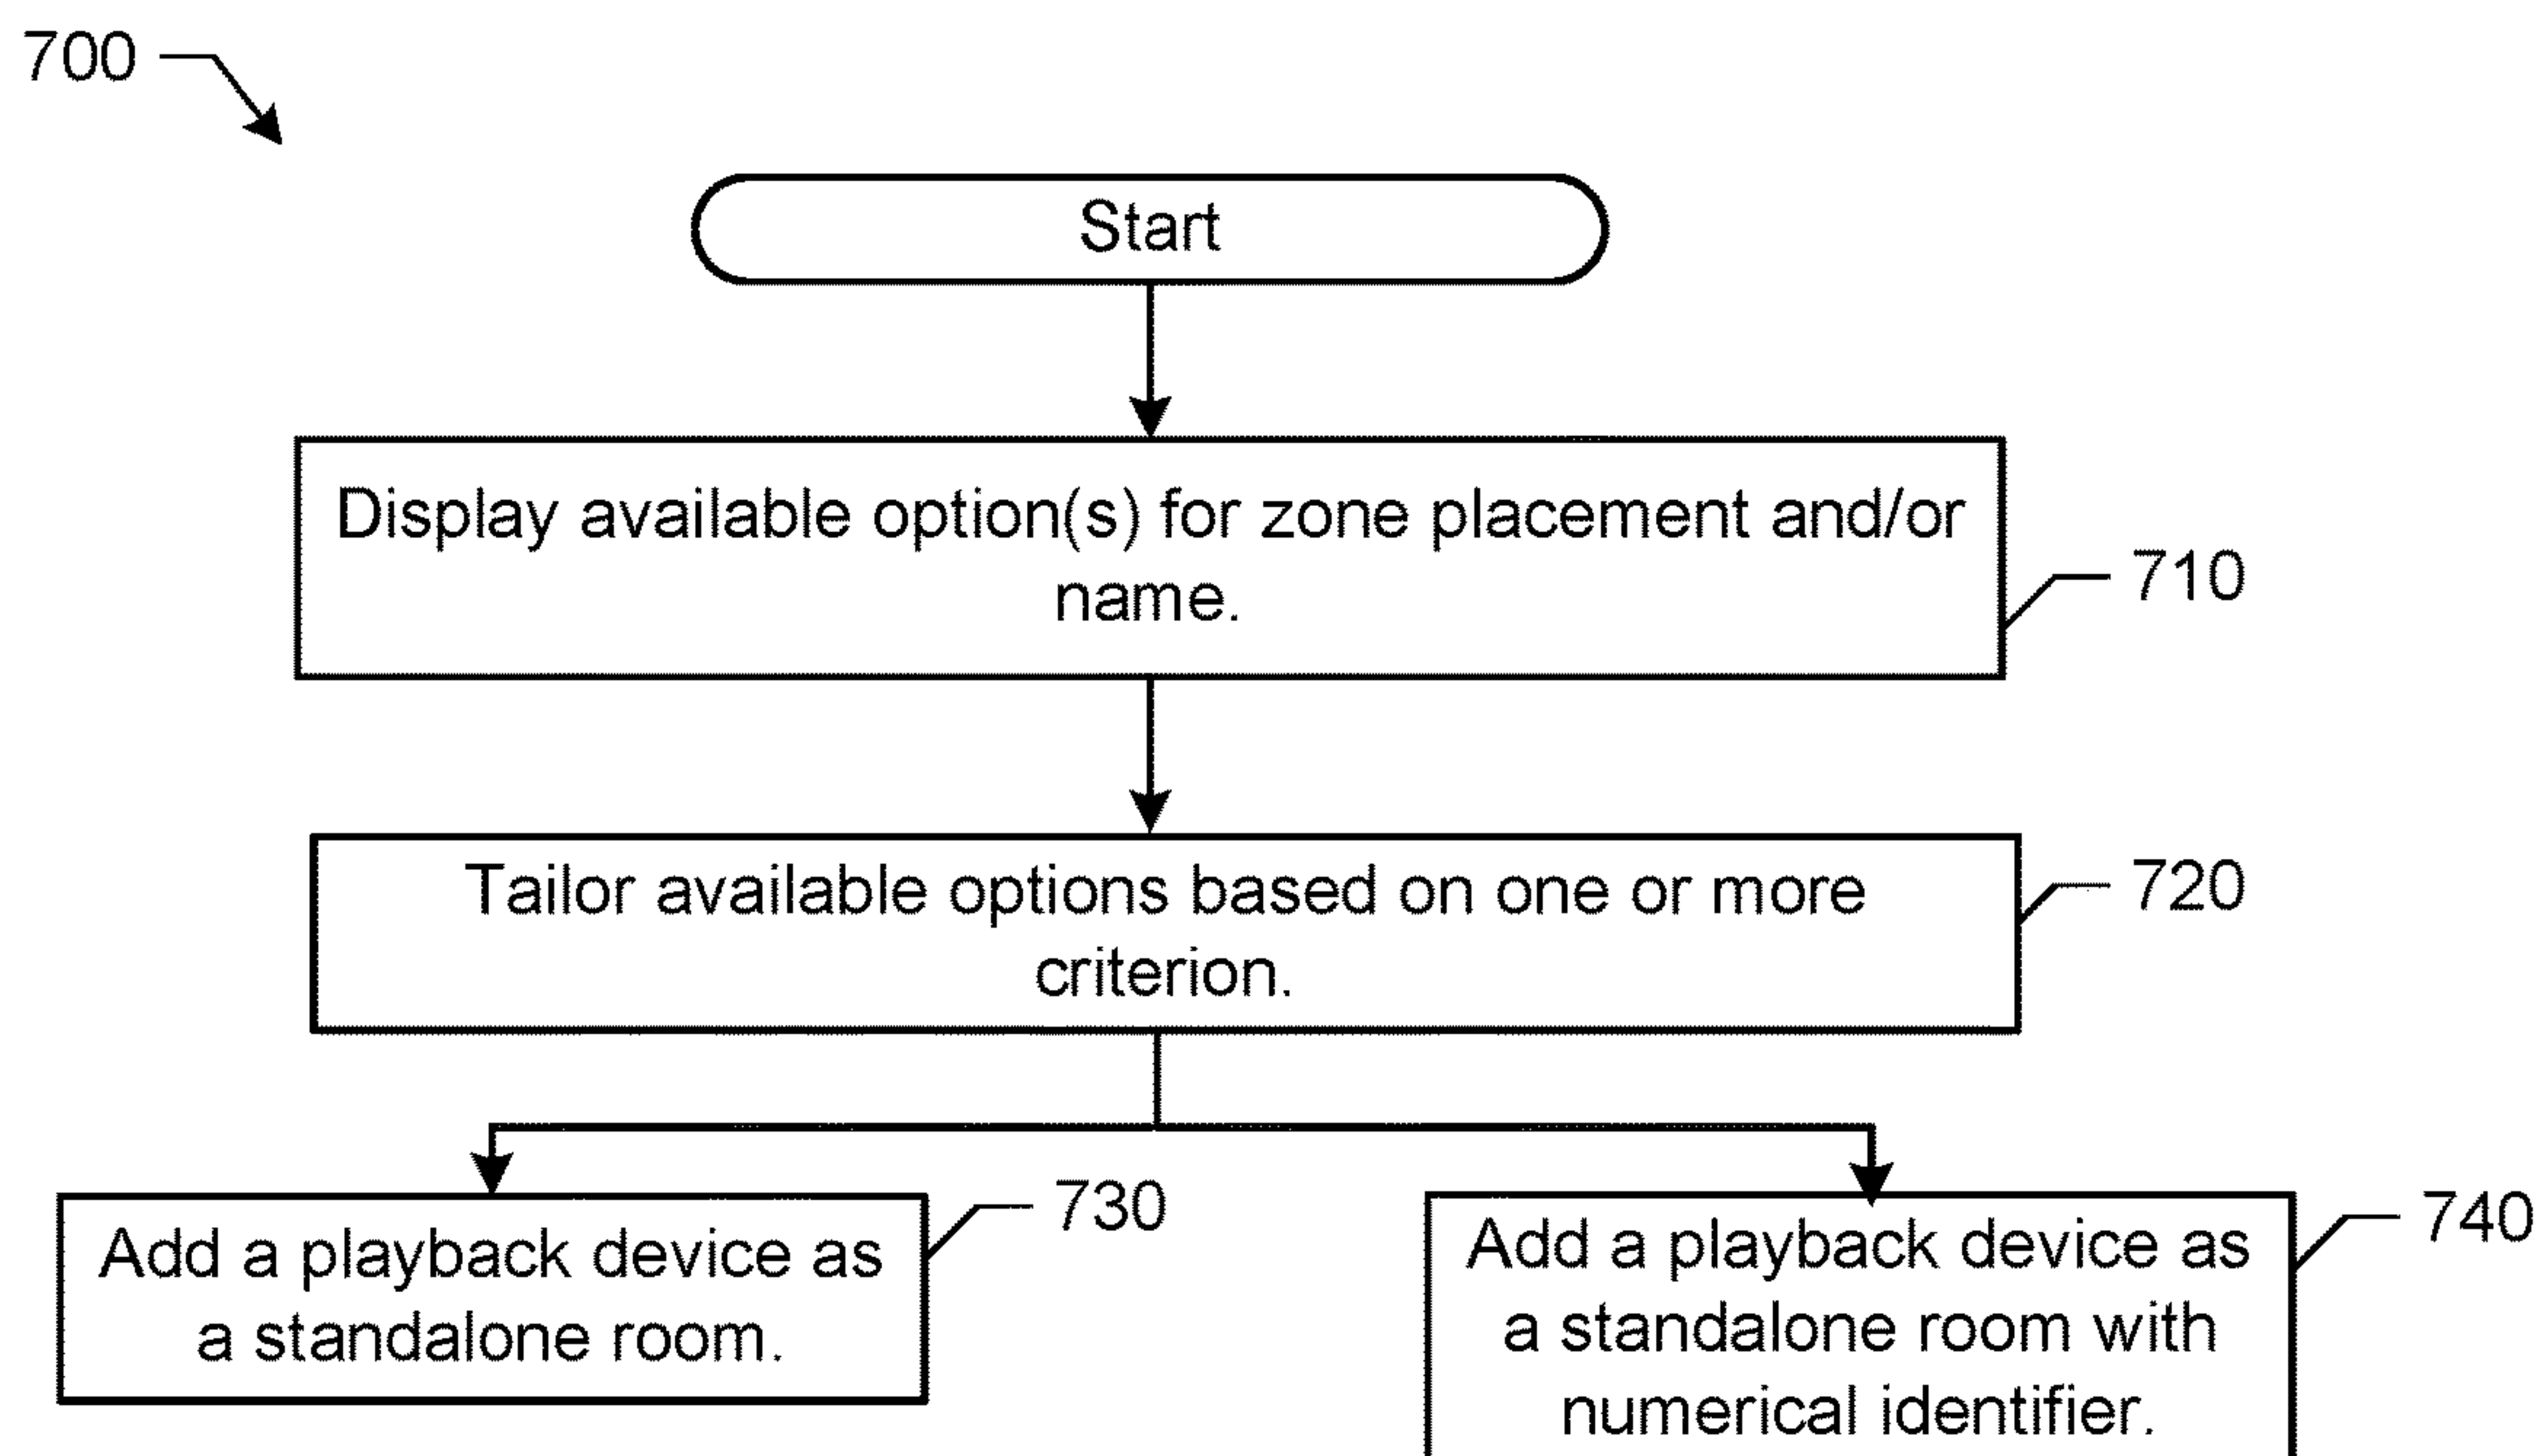 700
Start
Display available option(s) for zone placement and/or
name.
710
Tailor available options based on one or more
criterion.
720
Add a playback device as
a standalone room.
730
Add a playback device as
a standalone room with
numerical identifier.
740